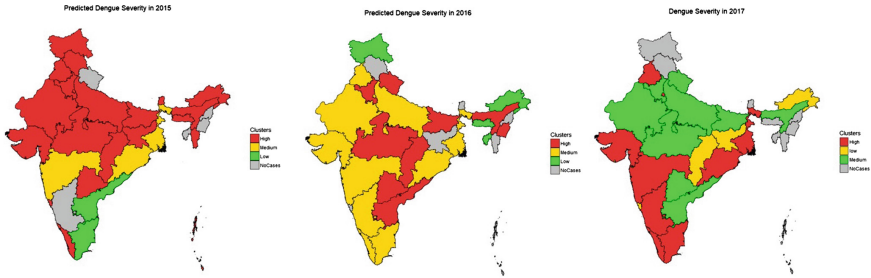 Predicted Dengue Severity in 2015
Clusters
High
Medium
Low
NoCases
Predicted Dengue Severity in 2016
Clusters
High
Medium
Low
NoCases
Dengue Severity in 2017
Clusters
High
low
Medium
NoCases